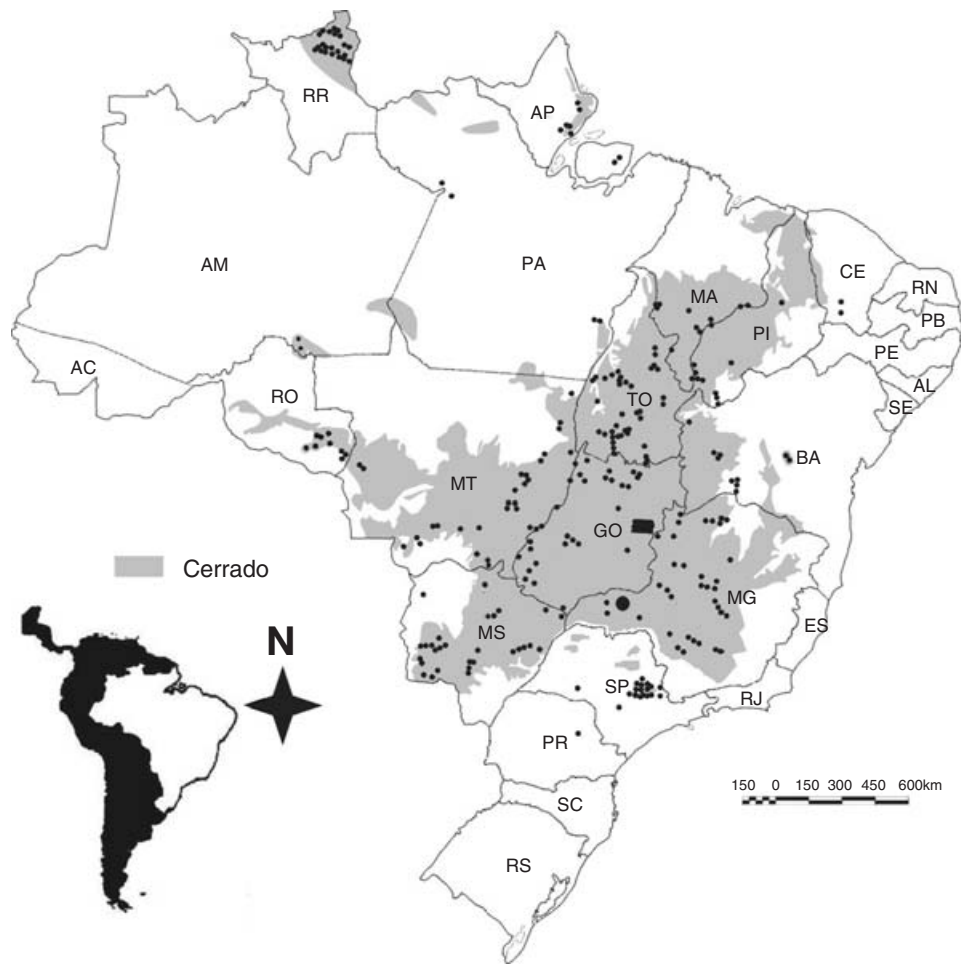 RR
AP
AM
PA
CE
MA
RN
PB
PI
PE
AC
AL
RO
TO
SE
BA
MT
GO
Cerrado
MG
ES
MS
N
SP
RJ
PR
150 0 150 300 450 600km
SC
RS